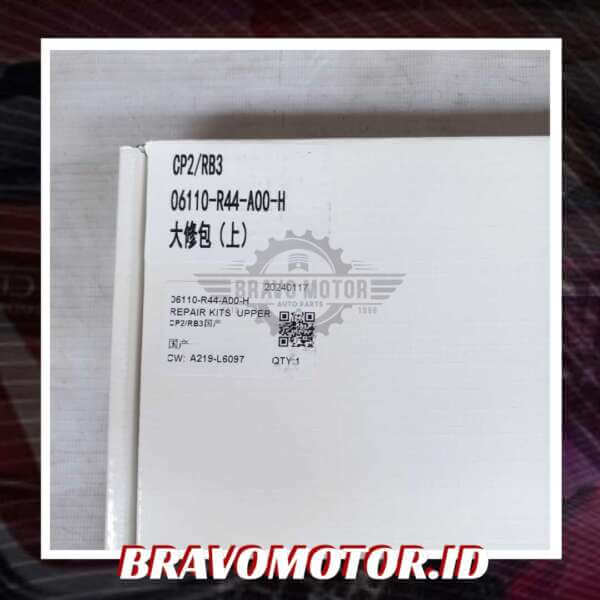 CP2/RB3
06110-R44-A00-H
大修包（上）
BRAVO MOTOR
AUTO PARTS
1998
20240117
06110-R44-A00-H
REPAIR KITS UPPER
CP2/RB3国产
国产
CW: A219-L6097
QTY:1
BRAVOMOTOR.ID